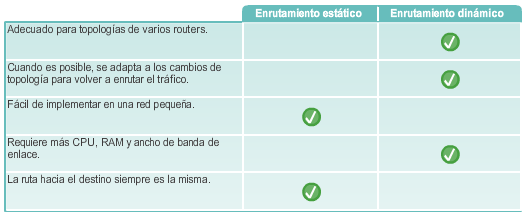 Enrutamiento estático Enrutamiento dinámico
Adecuado para topologías de varios routers.
Cuando es posible, se adapta a los cambios de
topología para volver a enrutar el tráfico.
Fácil de implementar en una red pequeña.
Requiere más CPU, RAM y ancho de banda de
enlace.
La ruta hacia el destino siempre es la misma.